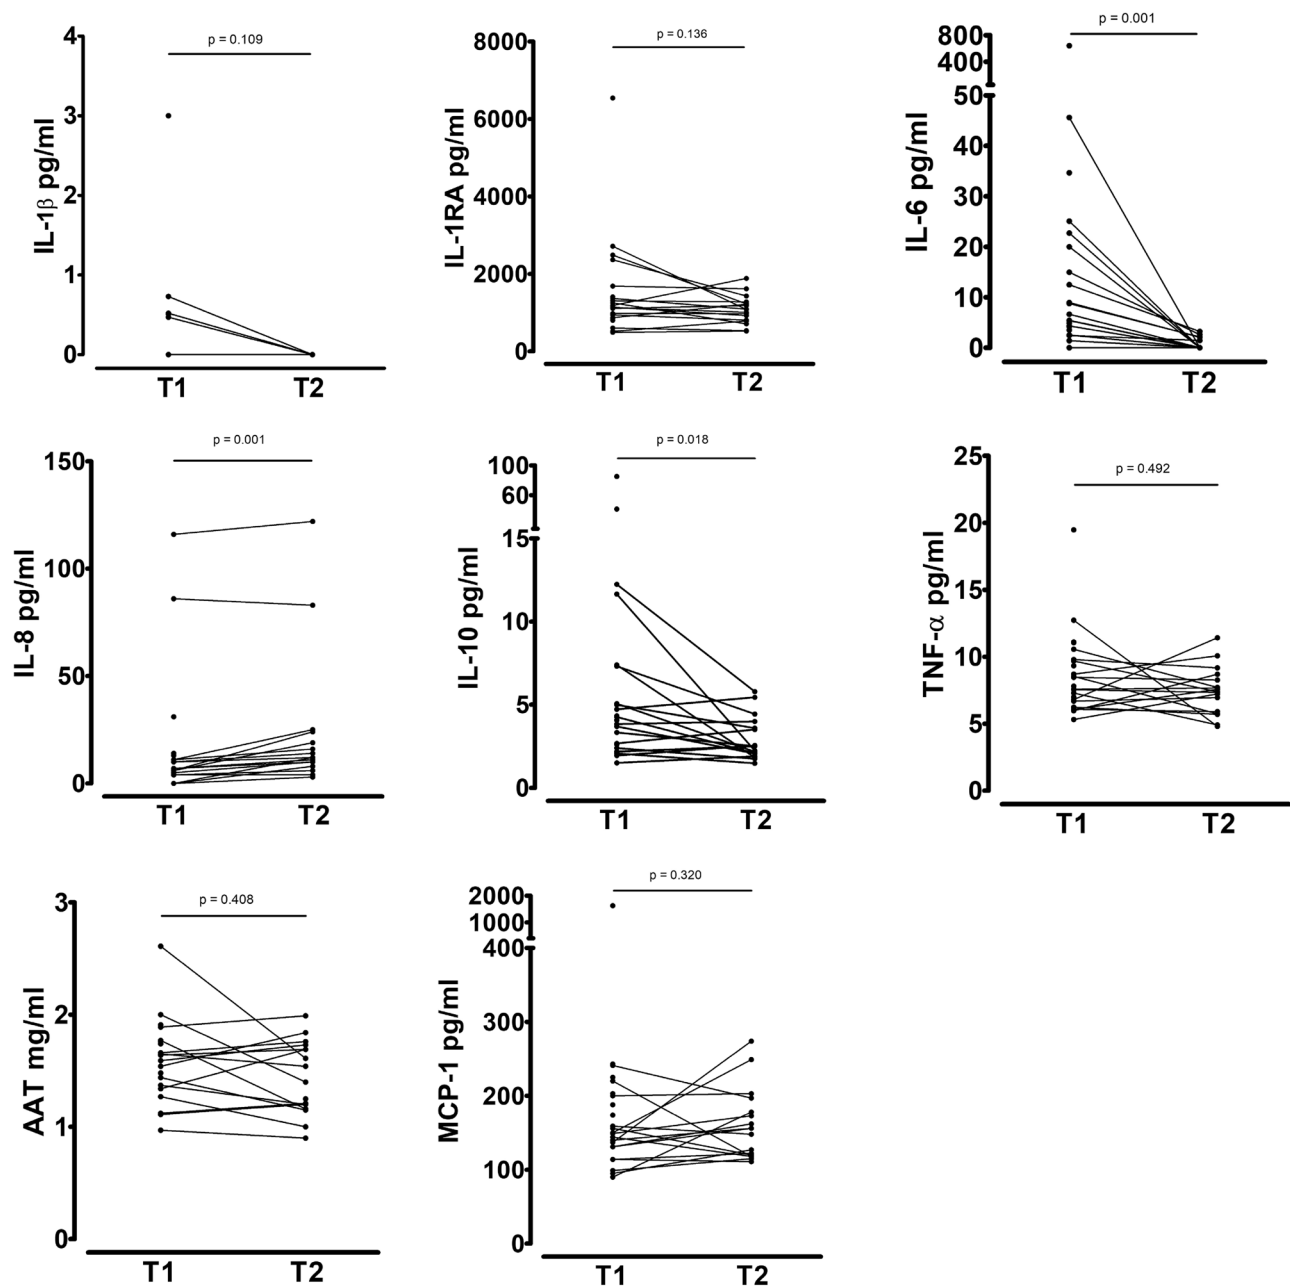 p = 0.109
4
3
2
1
0
IL-1β pg/ml
T1 T2
p = 0.136
8000
6000
4000
2000
0
IL-1RA pg/ml
T1 T2
p = 0.001
800
400
50
40
30
20
10
0
IL-6 pg/ml
T1 T2
p = 0.001
150
100
50
0
IL-8 pg/ml
T1 T2
p = 0.018
100
60
15
10
5
0
IL-10 pg/ml
T1 T2
p = 0.492
25
20
15
10
5
0
TNF-α pg/ml
T1 T2
p = 0.408
3
2
1
0
AAT mg/ml
T1 T2
p = 0.320
2000
1000
400
300
200
100
0
MCP-1 pg/ml
T1 T2